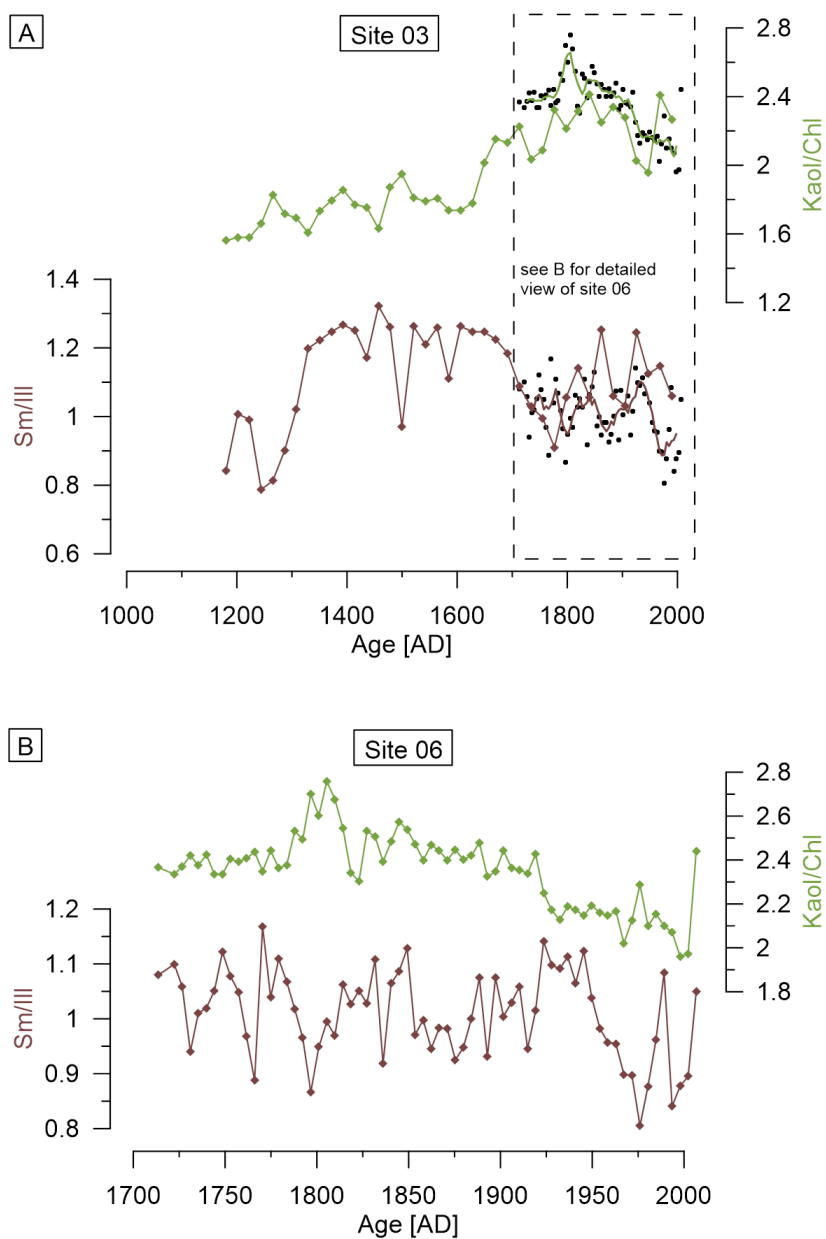 A
Site 03
2.8
2.4
2
1.6
1.2
Kaol/Chl
see B for detailed
view of site 06
1.4
1.2
1
0.8
0.6
Sm/Ill
1000 1200 1400 1600 1800 2000
Age [AD]
B
Site 06
2.8
2.6
2.4
2.2
2
1.8
Kaol/Chl
1.2
1.1
1.0
0.9
0.8
Sm/Ill
1700 1750 1800 1850 1900 1950 2000
Age [AD]